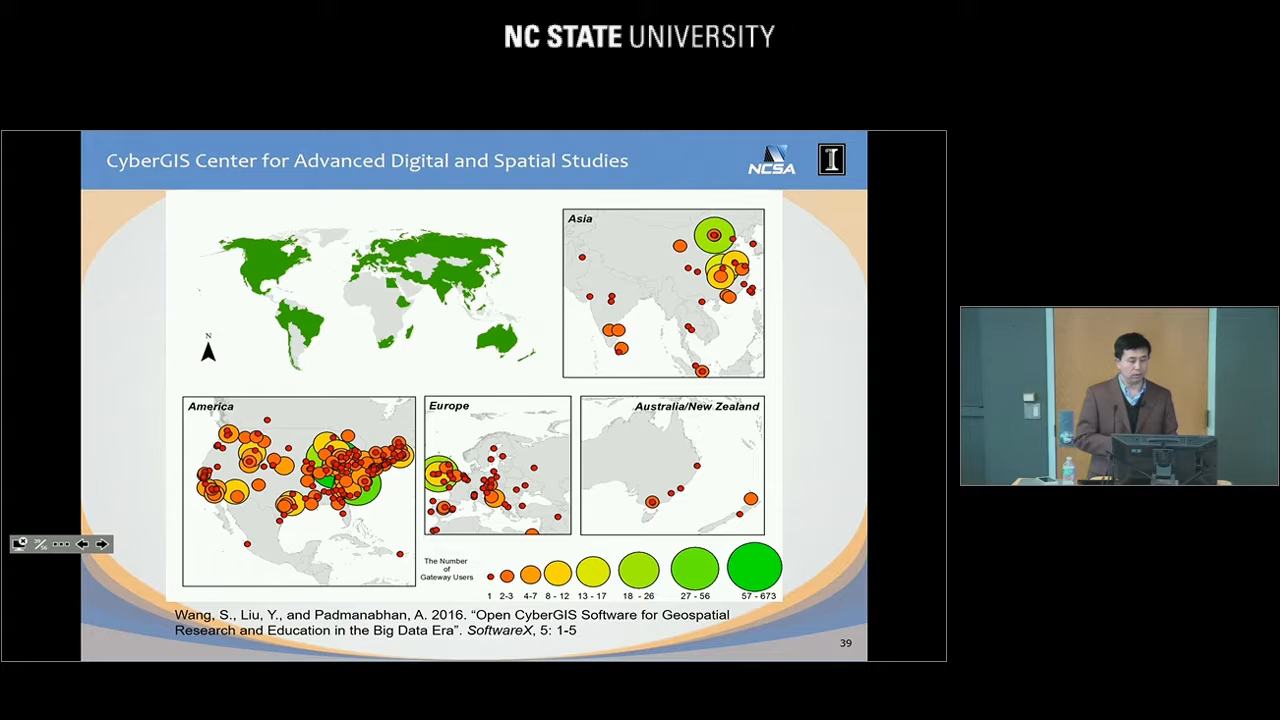 NC STATE UNIVERSITY
CyberGIS Center for Advanced Digital and Spatial Studies
NCSA
I
Asia
N
America
Europe
Australia/New Zealand
The Number
of
Gateway Users
1 2-3 4-7 8 - 12 13 - 17 18 - 26 27 - 56 57 - 673
Wang, S., Liu, Y., and Padmanabhan, A. 2016. “Open CyberGIS Software for Geospatial
Research and Education in the Big Data Era”. SoftwareX, 5: 1-5
39